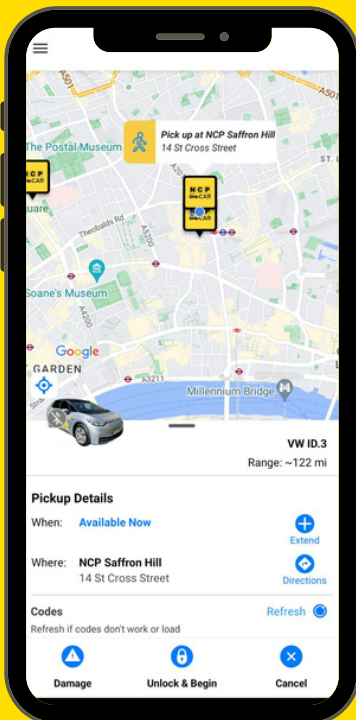 A501
A501
The Postal Museum
Pick up at NCP Saffron Hill
14 St Cross Street
ST. L
NCP
CAR
A5200
NCP
CAR
Theobalds Rd
Soane's Museum
A4200
Google
GARDEN
A3211
Millennium Bridge
VW ID.3
Range: ~122 mi
Pickup Details
When: Available Now
Extend
Where: NCP Saffron Hill
14 St Cross Street
Directions
Codes Refresh
Refresh if codes don't work or load
Damage Unlock & Begin Cancel